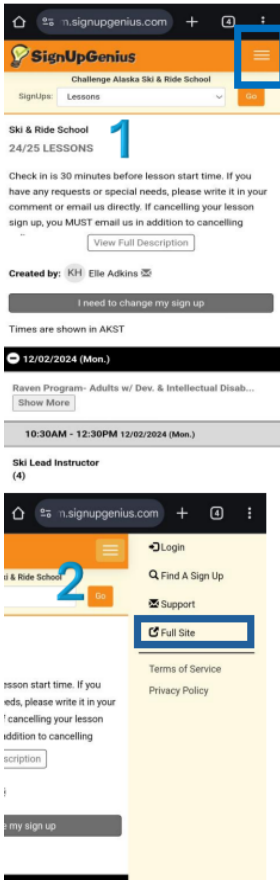 n.signupgenius.com + 4
SignUpGenius
Challenge Alaska Ski & Ride School
SignUps: Lessons Go
Ski & Ride School
24/25 LESSONS
1
Check in is 30 minutes before lesson start time. If you
have any requests or special needs, please write it in your
comment or email us directly. If cancelling your lesson
sign up, you MUST email us in addition to cancelling
View Full Description
Created by: KH Elle Adkins
I need to change my sign up
Times are shown in AKST
12/02/2024 (Mon.)
Raven Program- Adults w/ Dev. & Intellectual Disab...
Show More
10:30AM - 12:30PM 12/02/2024 (Mon.)
Ski Lead Instructor
(4)
n.signupgenius.com + 4
Login
i & Ride School
2
Go
Find A Sign Up
Support
Full Site
Terms of Service
Privacy Policy
esson start time. If you
eeds, please write it in your
f cancelling your lesson
addition to cancelling
scription
e my sign up